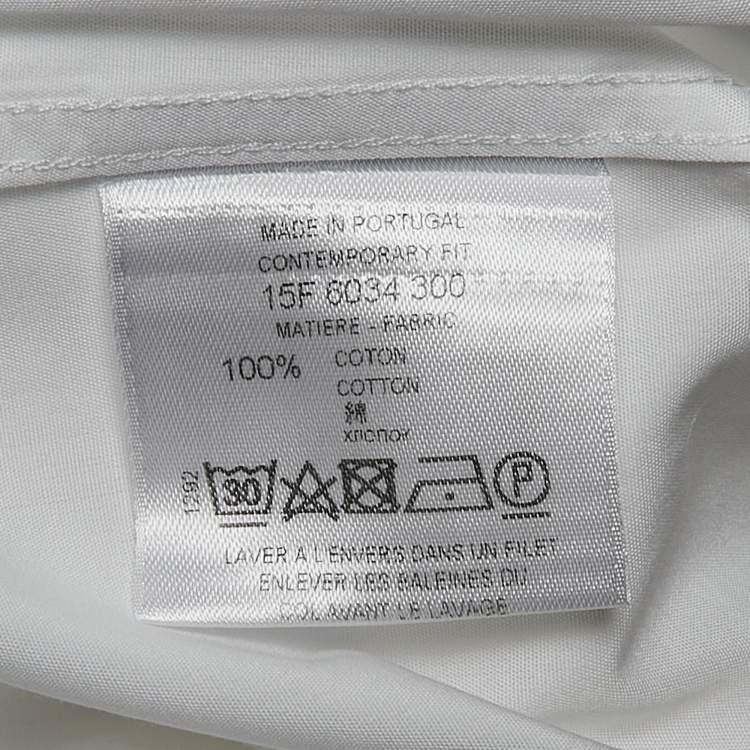 MADE IN PORTUGAL
CONTEMPORARY FIT
15F 6034 300
MATIERE - FABRIC
100% COTON
COTTON
綿
ХЛОПОК
1292
30
P
LAVER A L'ENVERS DANS UN FILET
ENLEVER LES BALEINES DU
COL AVANT LE LAVAGE